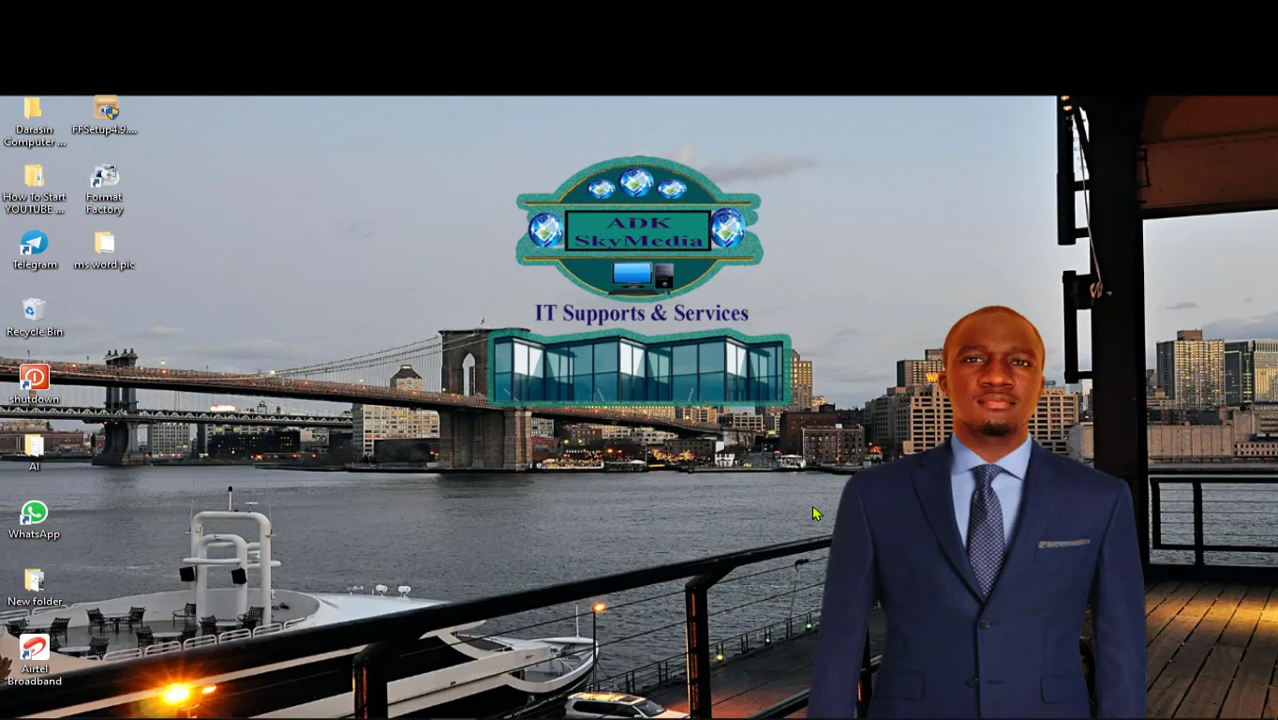 Darasin
Computer ...
FFSetup4.9....
How To Start
YOUTUBE ...
Format
Factory
Telegram
ms word pic
Recycle Bin
shutdown
AI
WhatsApp
New folder
Airtel
Broadband
ADK
SkyMedia
IT Supports & Services